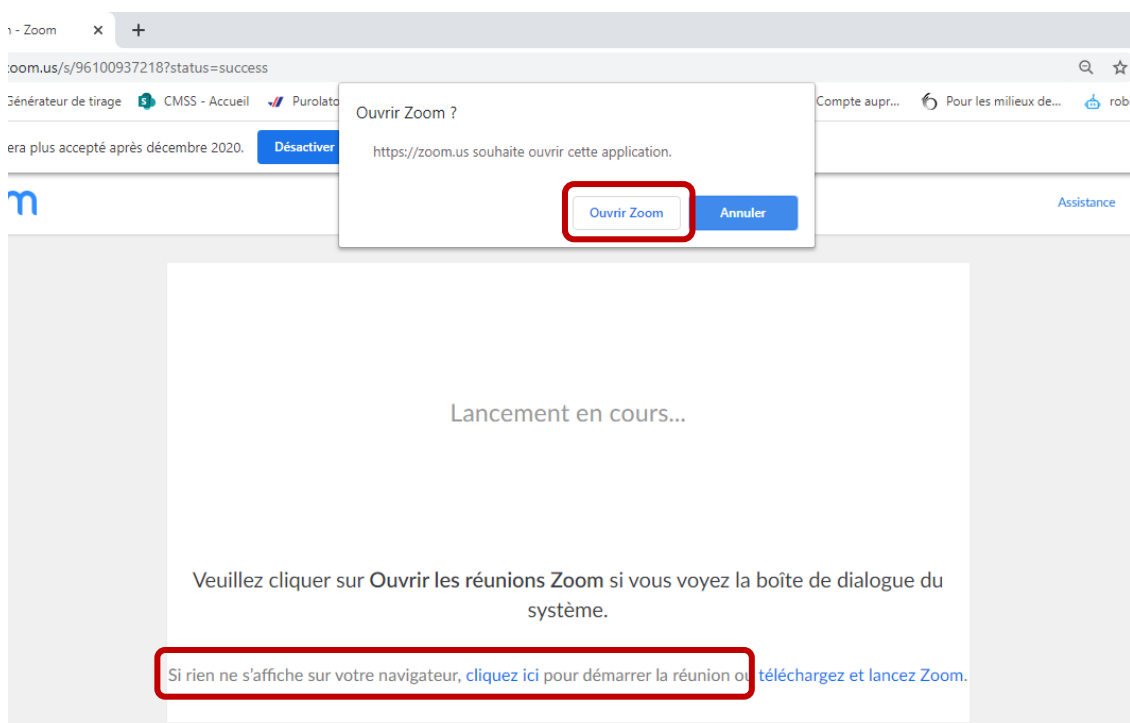 n - Zoom
zoom.us/s/96100937218?status=success
Générateur de tirage CMSS - Accueil Purolato Compte aupr... Pour les milieux de... rob
Ouvrir Zoom ?
era plus accepté après décembre 2020. Désactiver
https://zoom.us souhaite ouvrir cette application.
m
Assistance
Ouvrir Zoom Annuler
Lancement en cours...
Veuillez cliquer sur Ouvrir les réunions Zoom si vous voyez la boîte de dialogue du
système.
Si rien ne s'affiche sur votre navigateur, cliquez ici pour démarrer la réunion ou téléchargez et lancez Zoom.